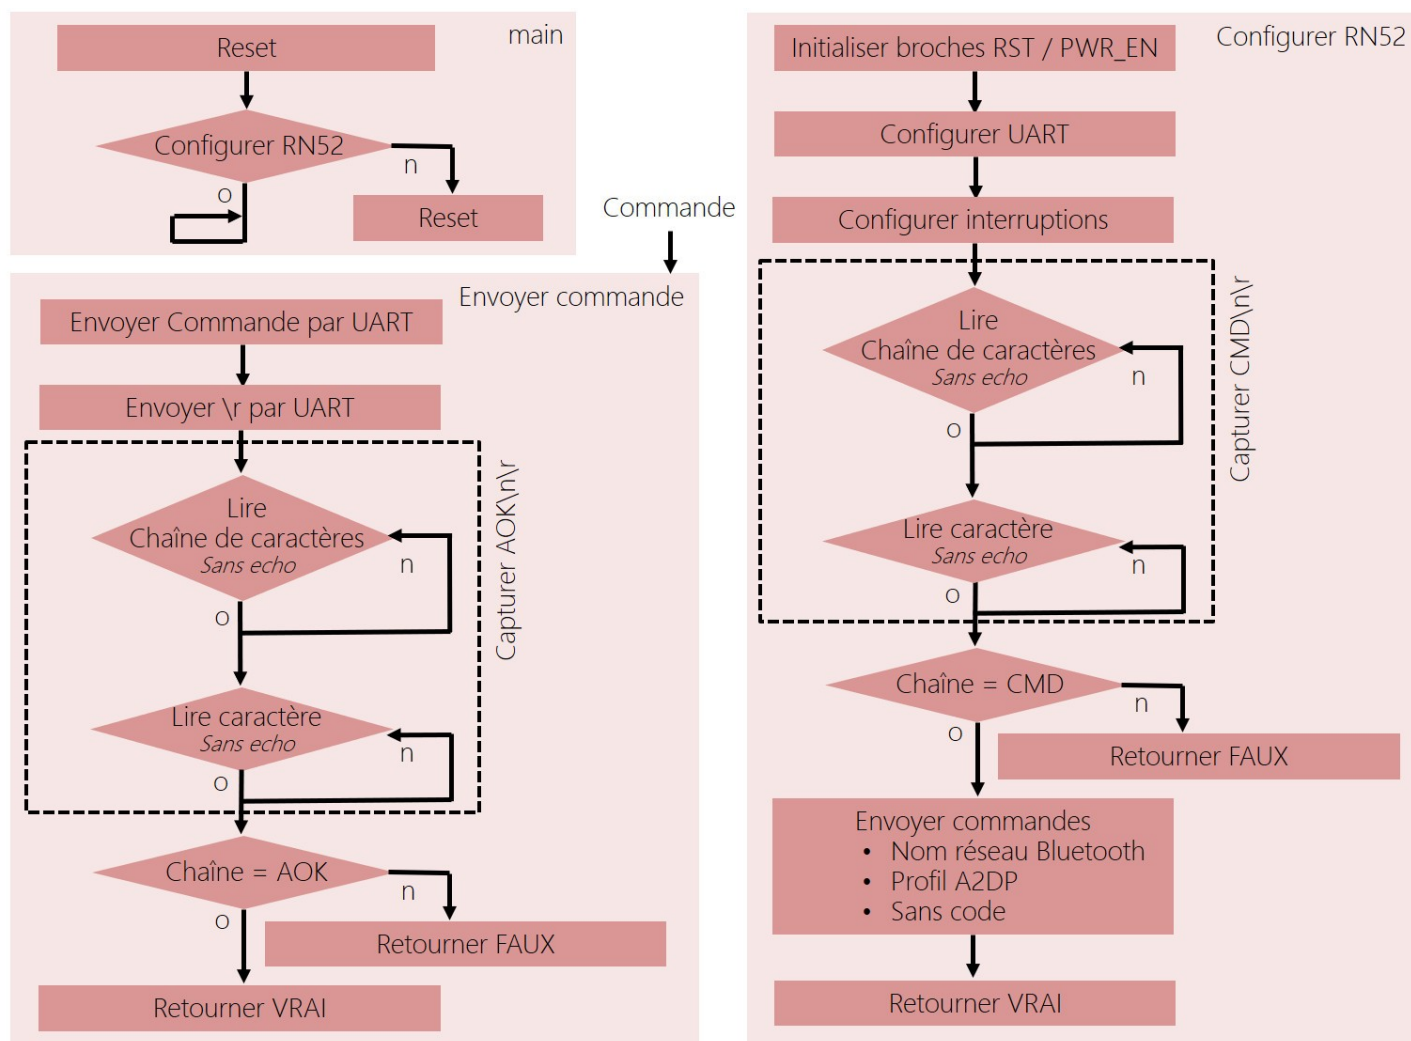 main
Reset
Configurer RN52
n
o
Reset
Commande
Envoyer commande
Envoyer Commande par UART
Envoyer \r par UART
Capturer AOK\n\r
Lire
Chaîne de caractères
Sans echo
n
o
Lire caractère
Sans echo
n
o
Chaîne = AOK
n
o
Retourner FAUX
Retourner VRAI
Configurer RN52
Initialiser broches RST / PWR_EN
Configurer UART
Configurer interruptions
Capturer CMD\n\r
Lire
Chaîne de caractères
Sans echo
n
o
Lire caractère
Sans echo
n
o
Chaîne = CMD
n
o
Retourner FAUX
Envoyer commandes
• Nom réseau Bluetooth
• Profil A2DP
• Sans code
Retourner VRAI